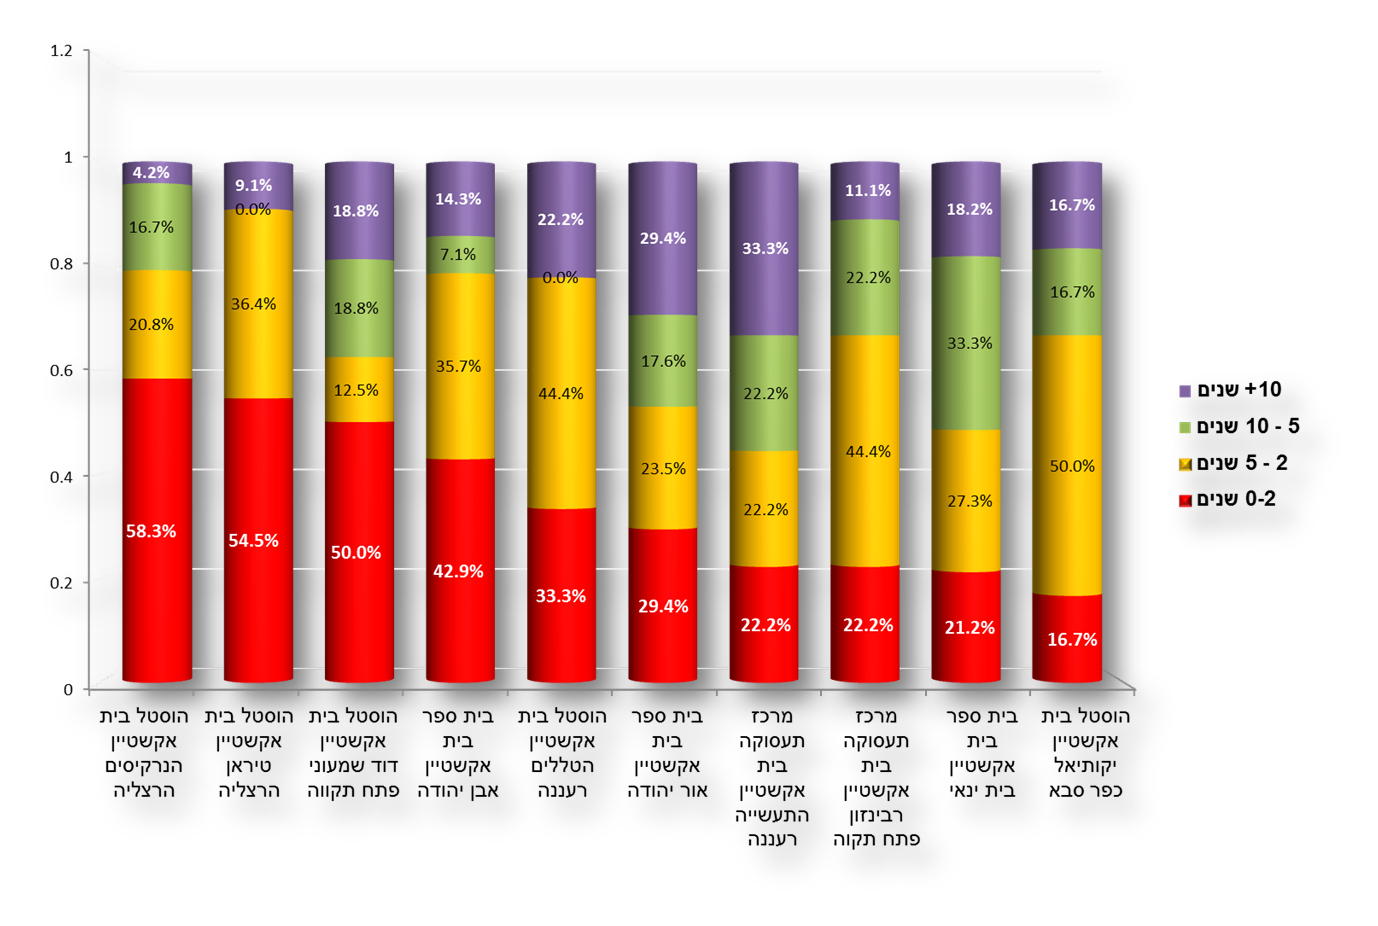 1.2
1
0.8
0.6
0.4
0.2
0
4.2%
16.7%
20.8%
58.3%
9.1%
0.0%
36.4%
54.5%
18.8%
18.8%
12.5%
50.0%
14.3%
7.1%
35.7%
42.9%
22.2%
0.0%
44.4%
33.3%
29.4%
17.6%
23.5%
29.4%
33.3%
22.2%
22.2%
22.2%
11.1%
22.2%
44.4%
22.2%
18.2%
33.3%
27.3%
21.2%
16.7%
16.7%
50.0%
16.7%
הוסטל בית
אקשטיין
הנרקיסים
הרצליה
הוסטל בית
אקשטיין
טיראן
הרצליה
הוסטל בית
אקשטיין
דוד שמעוני
פתח תקווה
בית ספר
בית
אקשטיין
אבן יהודה
הוסטל בית
אקשטיין
הטללים
רעננה
בית ספר
בית
אקשטיין
אור יהודה
מרכז
תעסוקה
בית
אקשטיין
התעשייה
רעננה
מרכז
תעסוקה
בית
אקשטיין
רבינזון
פתח תקוה
בית ספר
בית
אקשטיין
בית ינאי
הוסטל בית
אקשטיין
יקותיאל
כפר סבא
10+ שנים
5 - 10 שנים
2 - 5 שנים
0-2 שנים